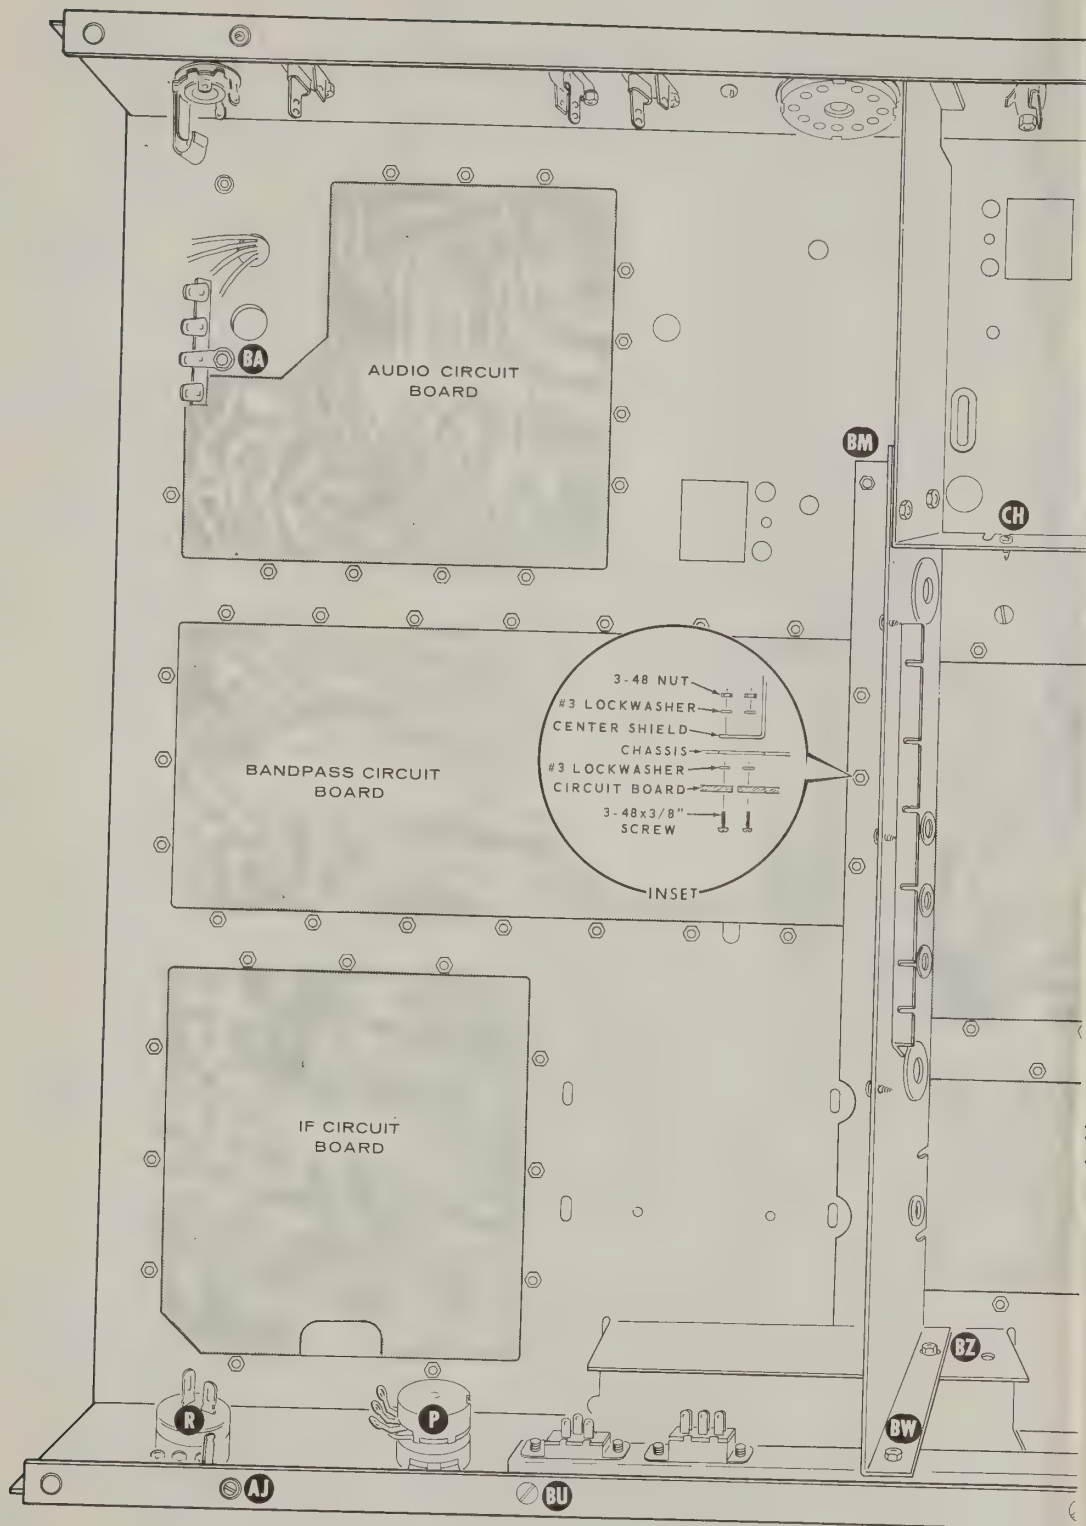 BA
AUDIO CIRCUIT
BOARD
BM
CH
3-48 NUT
#3 LOCKWASHER
CENTER SHIELD
CHASSIS
#3 LOCKWASHER
CIRCUIT BOARD
3-48x3/8"
SCREW
INSET
BANDPASS CIRCUIT
BOARD
IF CIRCUIT
BOARD
BZ
R
P
BW
AJ
BU